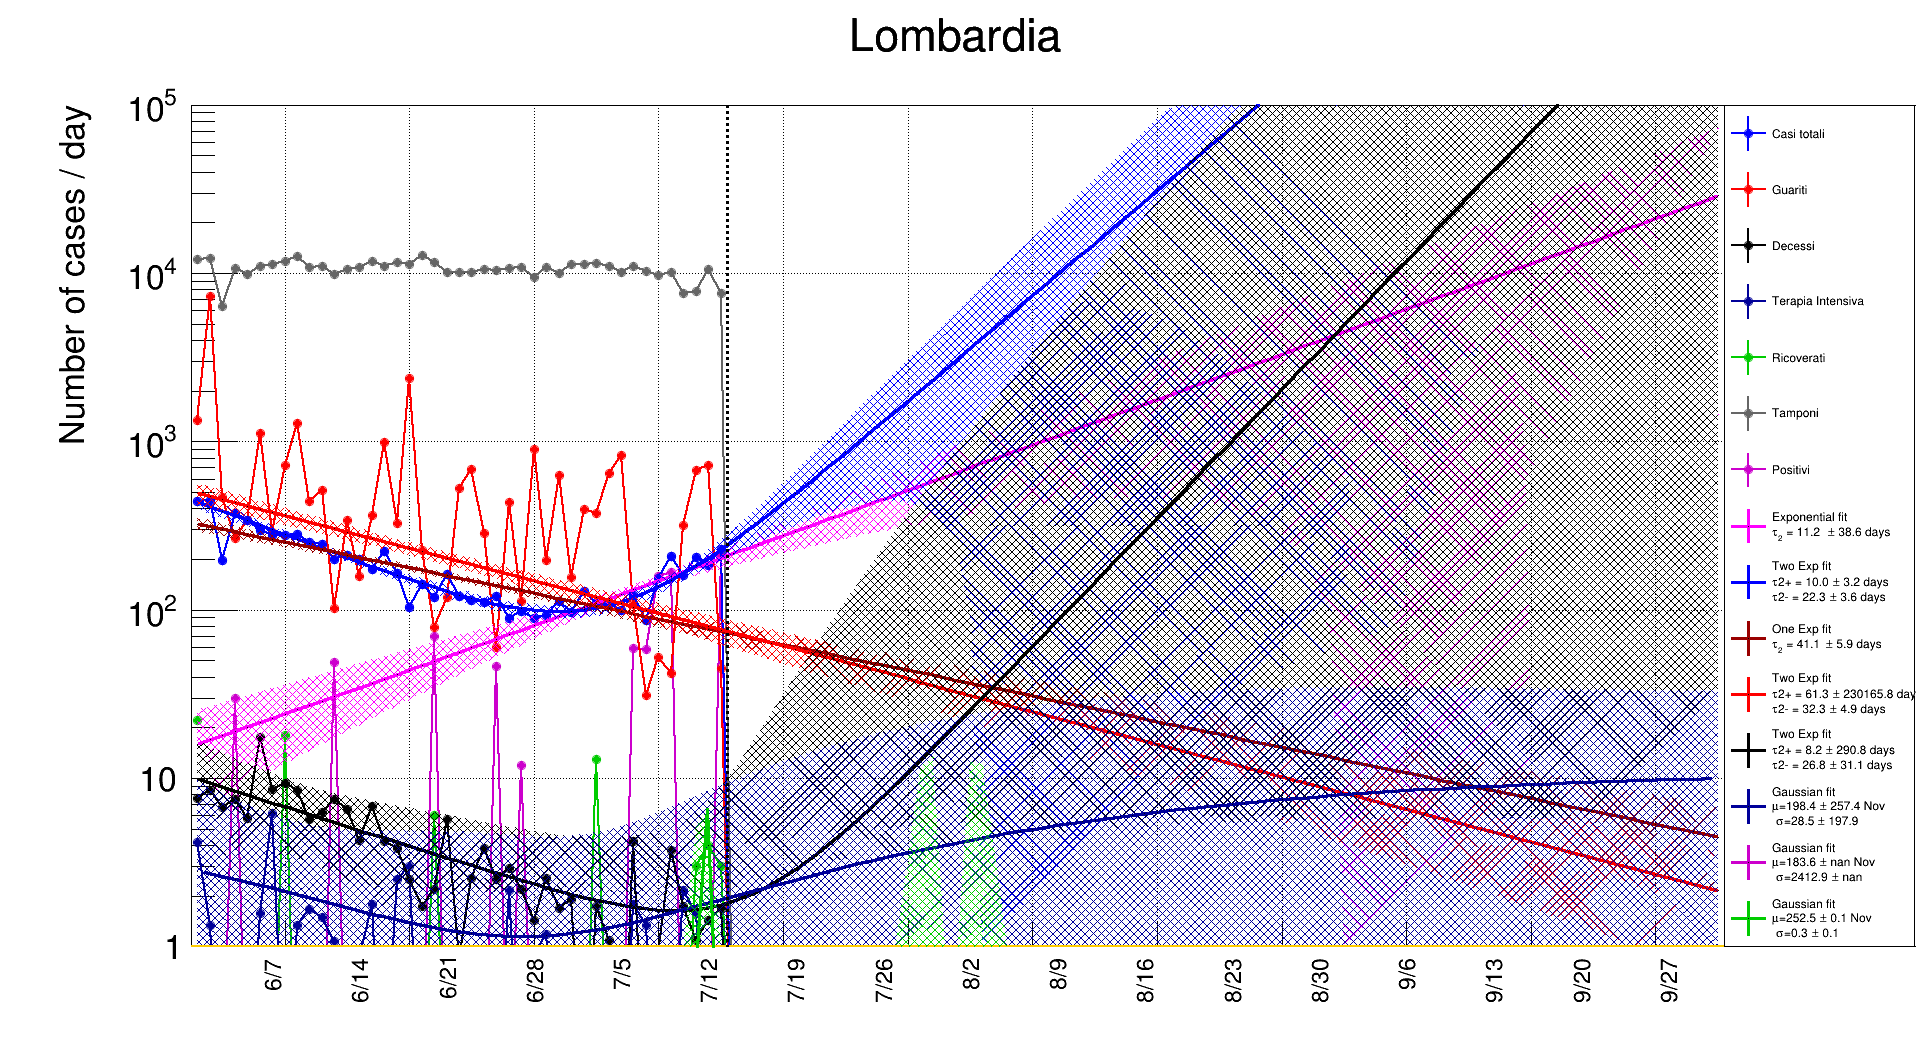 Lombardia
Number of cases / day
10^5
10^4
10^3
10^2
10
1
6/7
6/14
6/21
6/28
7/5
7/12
7/19
7/26
8/2
8/9
8/16
8/23
8/30
9/6
9/13
9/20
9/27
Casi totali
Guariti
Decessi
Terapia Intensiva
Ricoverati
Tamponi
Positivi
Exponential fit
τ₂ = 11.2 ± 38.6 days
Two Exp fit
τ2+ = 10.0 ± 3.2 days
τ2- = 22.3 ± 3.6 days
One Exp fit
τ₂ = 41.1 ± 5.9 days
Two Exp fit
τ2+ = 61.3 ± 230165.8 day
τ2- = 32.3 ± 4.9 days
Two Exp fit
τ2+ = 8.2 ± 290.8 days
τ2- = 26.8 ± 31.1 days
Gaussian fit
μ=198.4 ± 257.4 Nov
σ=28.5 ± 197.9
Gaussian fit
μ=183.6 ± nan Nov
σ=2412.9 ± nan
Gaussian fit
μ=252.5 ± 0.1 Nov
σ=0.3 ± 0.1